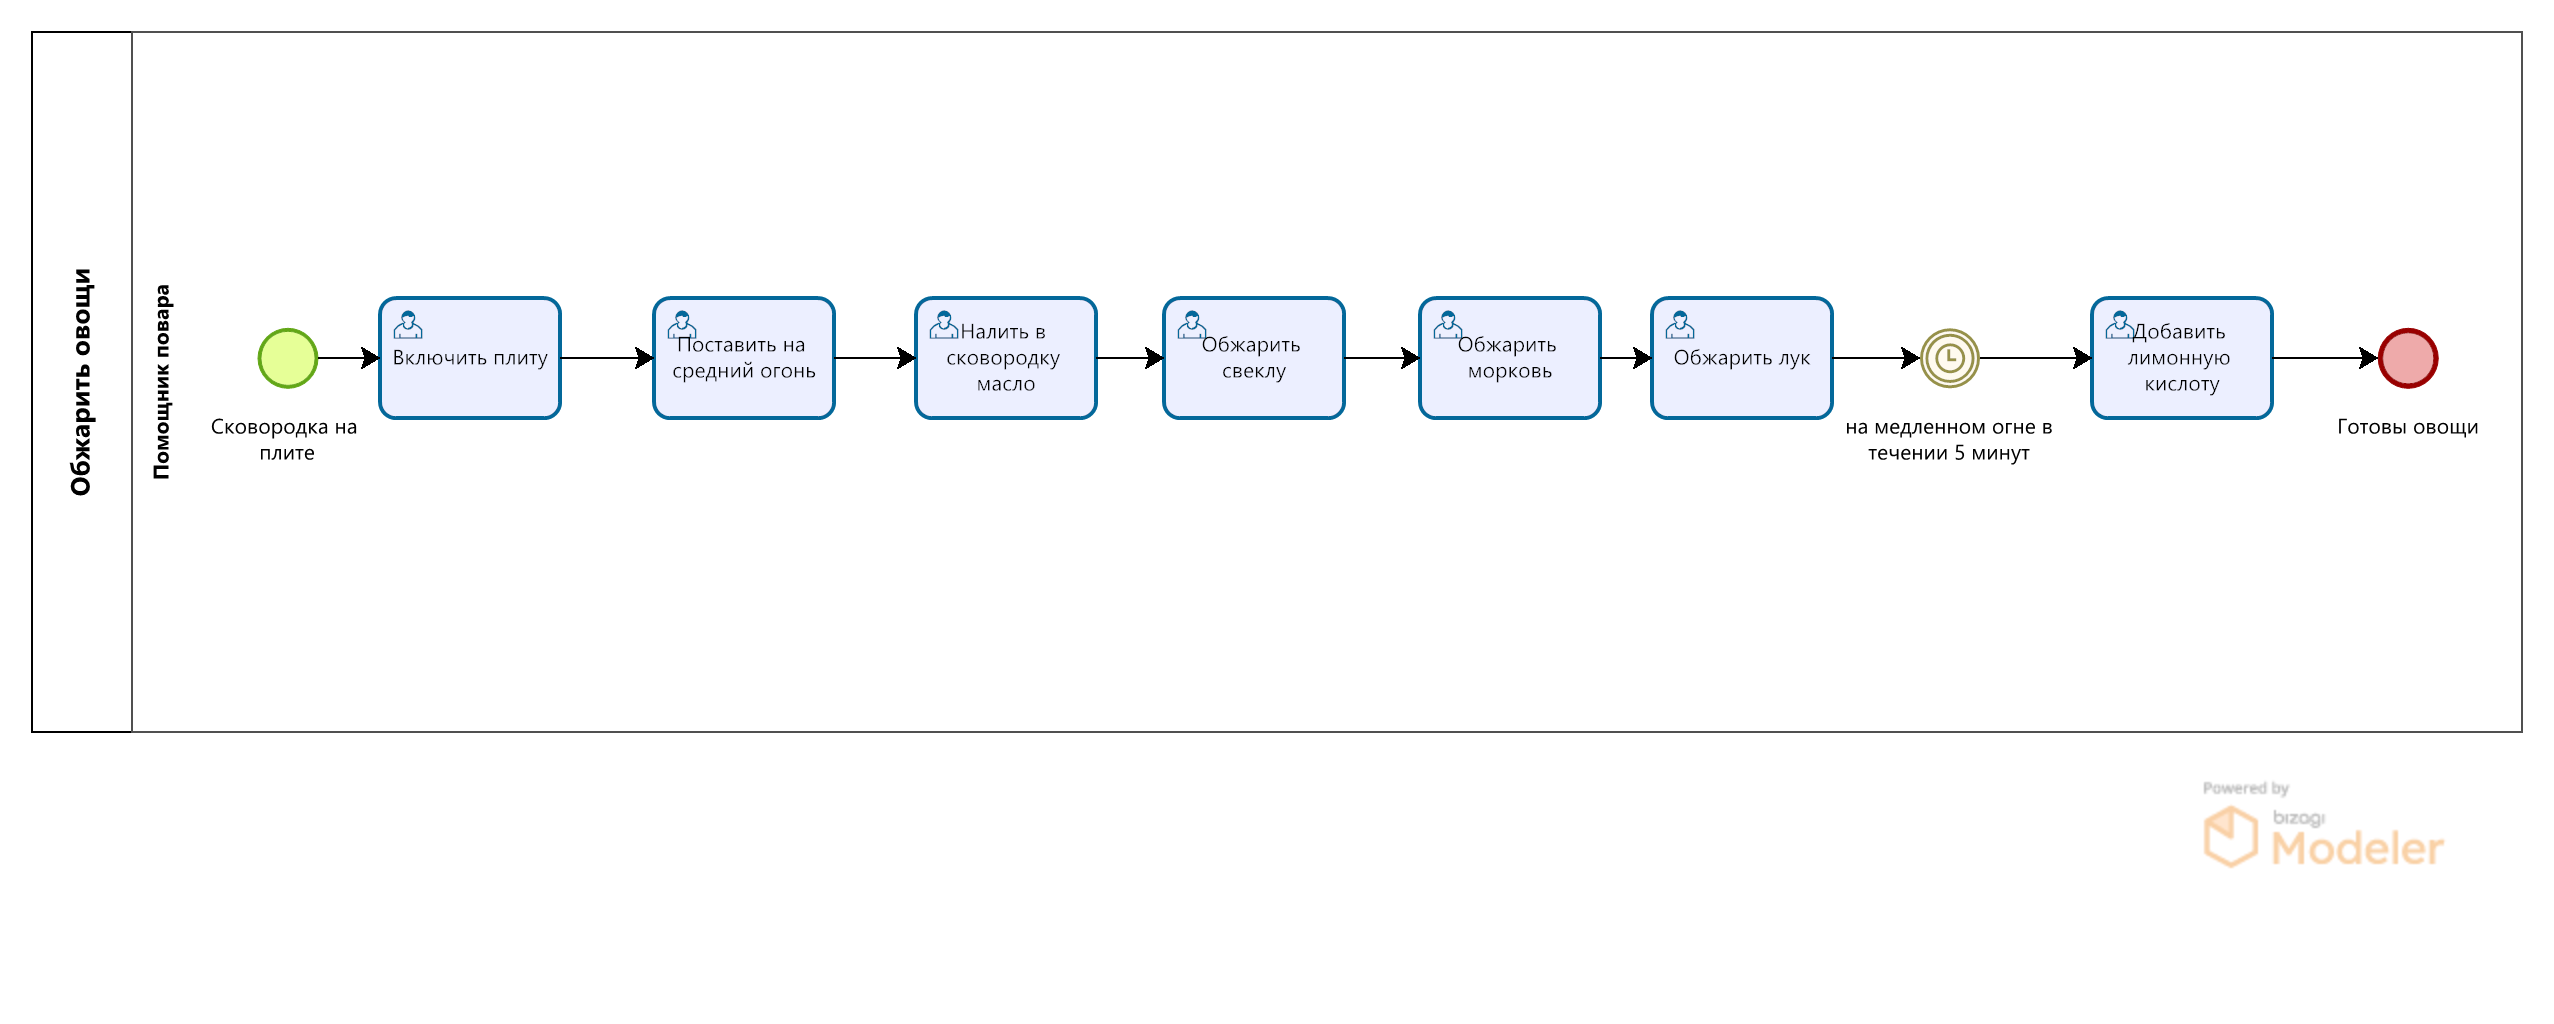 Обжарить овощи
Помощник повара
Сковородка на
плите
Включить плиту
Поставить на
средний огонь
Налить в
сковородку
масло
Обжарить
свеклу
Обжарить
морковь
Обжарить лук
на медленном огне в
течении 5 минут
Добавить
лимонную
кислоту
Готовы овощи
Powered by
bizagi
Modeler